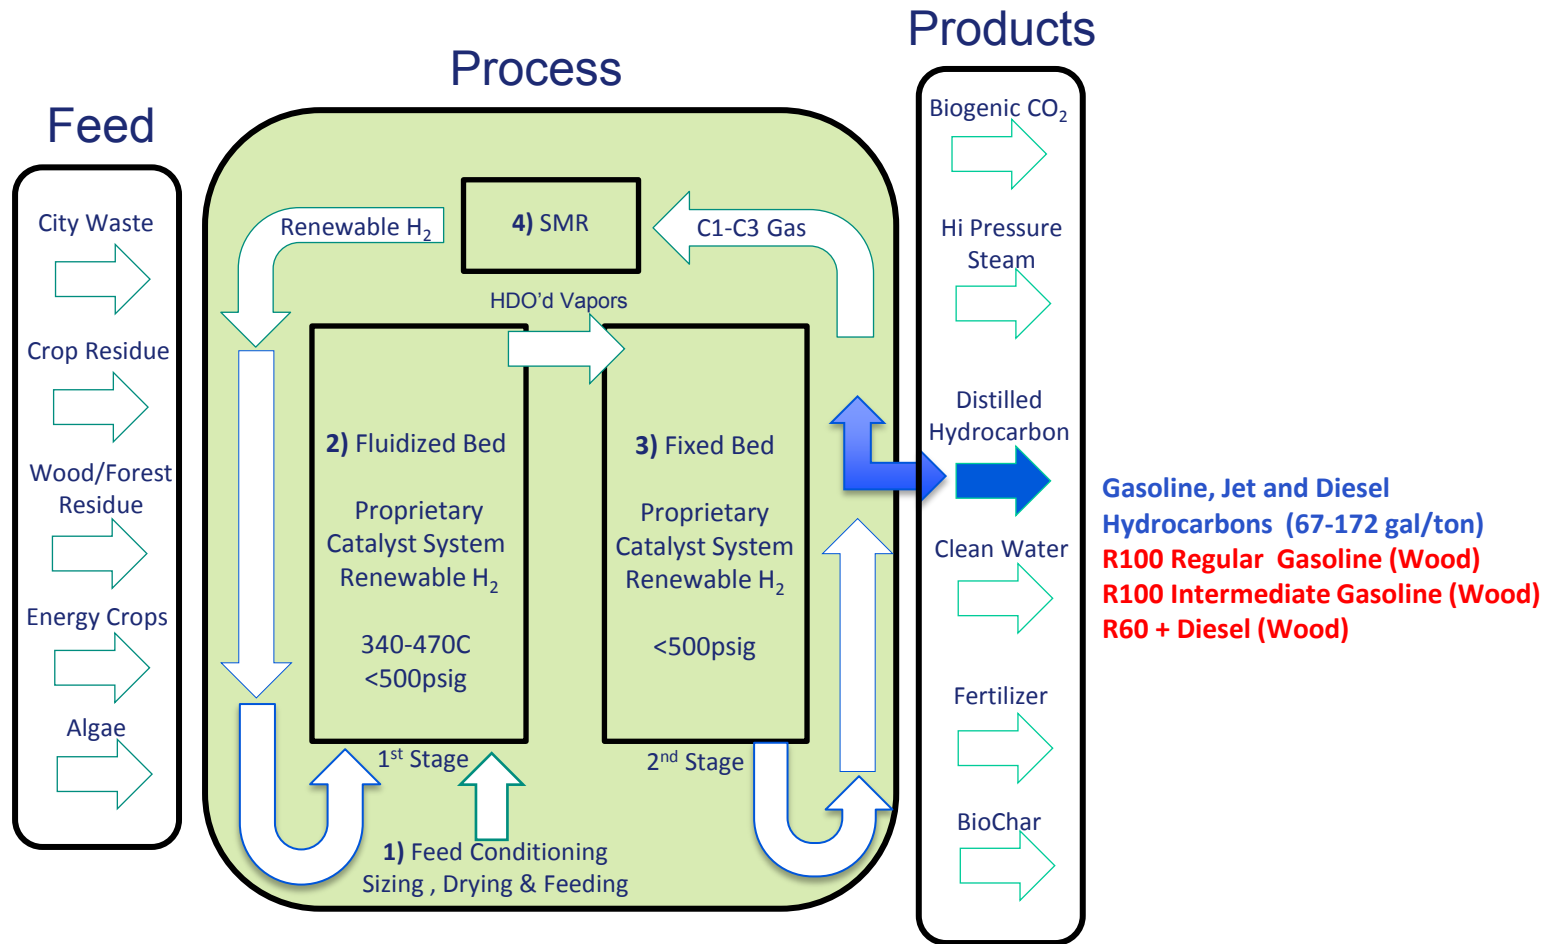 Feed
City Waste
Crop Residue
Wood/Forest
Residue
Energy Crops
Algae
Process
Renewable H₂
4) SMR
C1-C3 Gas
HDO'd Vapors
2) Fluidized Bed
Proprietary
Catalyst System
Renewable H₂
340-470C
<500psig
1st Stage
3) Fixed Bed
Proprietary
Catalyst System
Renewable H₂
<500psig
2nd Stage
1) Feed Conditioning
Sizing , Drying & Feeding
Products
Biogenic CO₂
Hi Pressure
Steam
Distilled
Hydrocarbon
Clean Water
Fertilizer
BioChar
Gasoline, Jet and Diesel
Hydrocarbons (67-172 gal/ton)
R100 Regular Gasoline (Wood)
R100 Intermediate Gasoline (Wood)
R60 + Diesel (Wood)